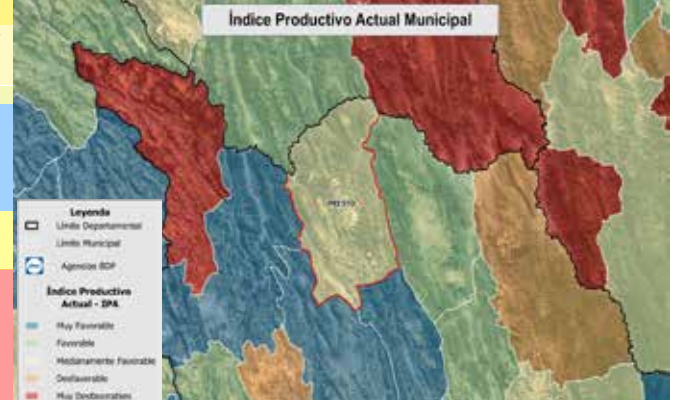 Índice Productivo Actual Municipal
PRESTO
Leyenda
Límite Departamental
Límite Municipal
Agencias BDP
Índice Productivo
Actual - IPA
Muy Favorable
Favorable
Medianamente Favorable
Desfavorable
Muy Desfavorable